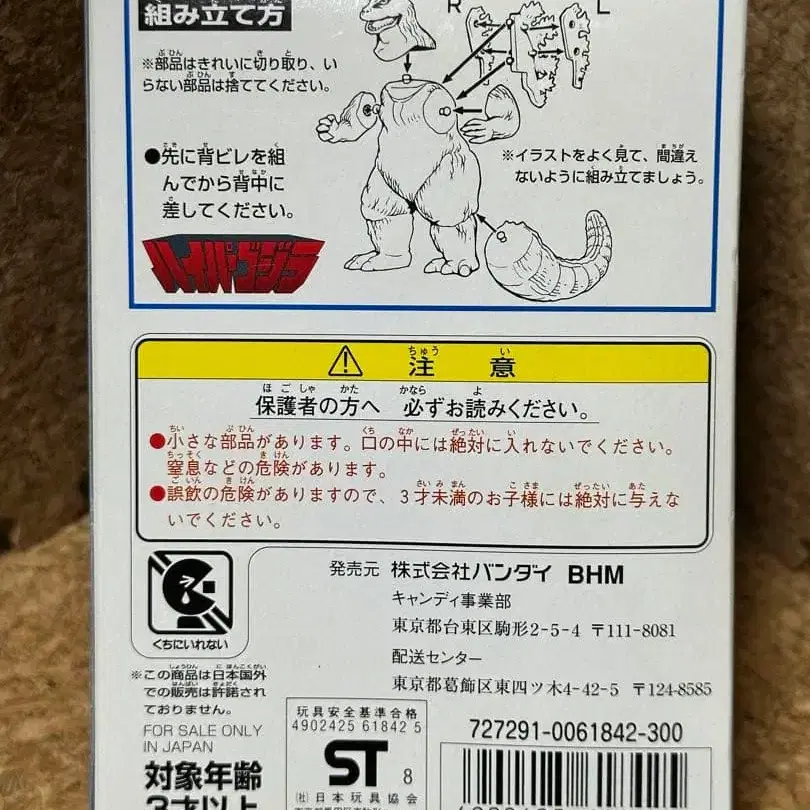 組み立て方
R
L
※部品はきれいに切り取り、い
らない部品は捨ててください。
●先に背ビレを組
んでから背中に
差してください。
※イラストをよく見て、間違え
ないように組み立てましょう。
ハイパーゴジラ
注意
保護者の方へ 必ずお読みください。
●小さな部品があります。口の中には絶対に入れないでください。
窒息などの危険があります。
●誤飲の危険がありますので、3才未満のお子様には絶対に与えな
いでください。
くちにいれない
発売元 株式会社バンダイ BHM
キャンディ事業部
東京都台東区駒形2-5-4 〒111-8081
配送センター
東京都葛飾区東四ツ木4-42-5 〒124-8585
※この商品は日本国外
での販売は許諾され
ておりません。
FOR SALE ONLY
IN JAPAN
対象年齢
3才以上
玩具安全基準合格
4902425 61842 5
ST 8
(社)日本玩具協会
727291-0061842-300